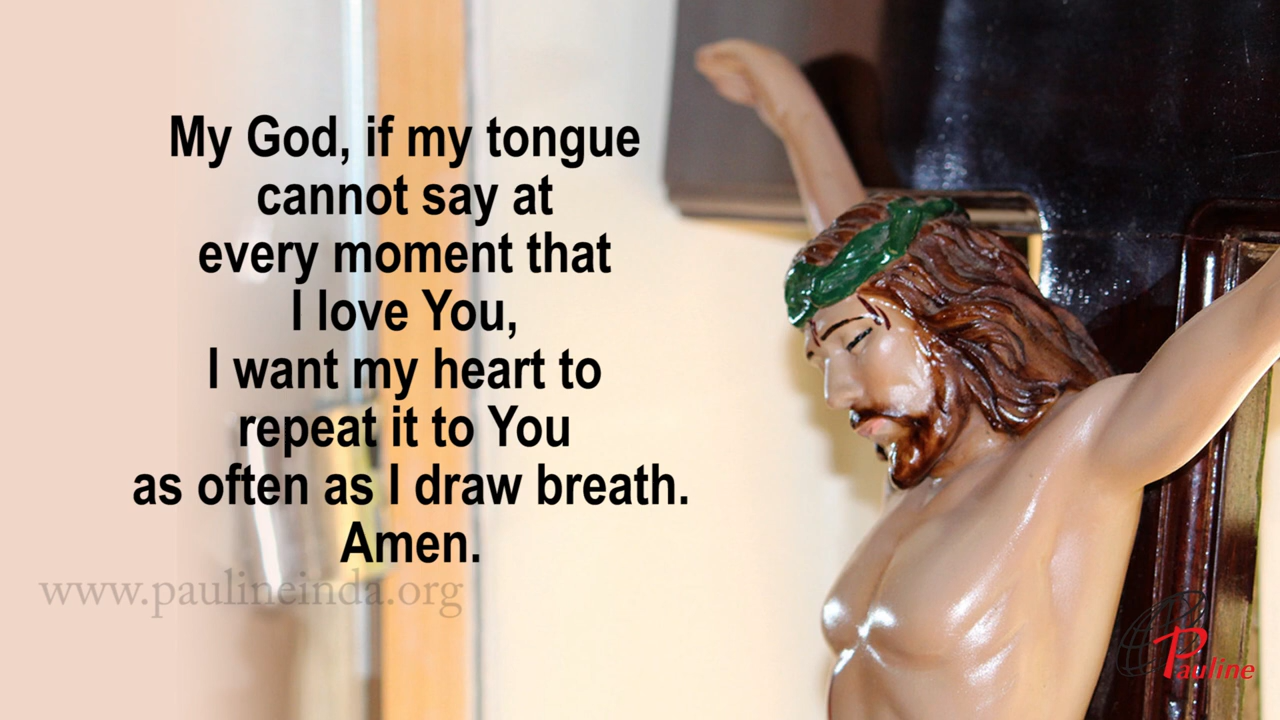 My God, if my tongue
cannot say at
every moment that
I love You,
I want my heart to
repeat it to You
as often as I draw breath.
Amen.
www.paulineinda.org
Pauline